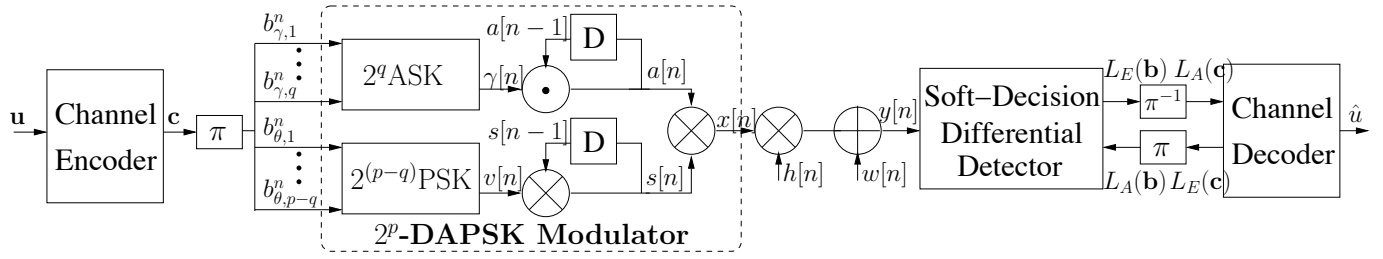 u
Channel
Encoder
c
π
b^n_{γ,1}
b^n_{γ,q}
b^n_{θ,1}
b^n_{θ,p−q}
2^qASK
γ[n]
a[n − 1]
D
a[n]
2^{(p−q)}PSK
v[n]
s[n−1]
D
s[n]
2^p-DAPSK Modulator
x[n]
h[n]
w[n]
y[n]
Soft–Decision
Differential
Detector
L_E(b) L_A(c)
π^{−1}
π
L_A(b) L_E(c)
Channel
Decoder
û